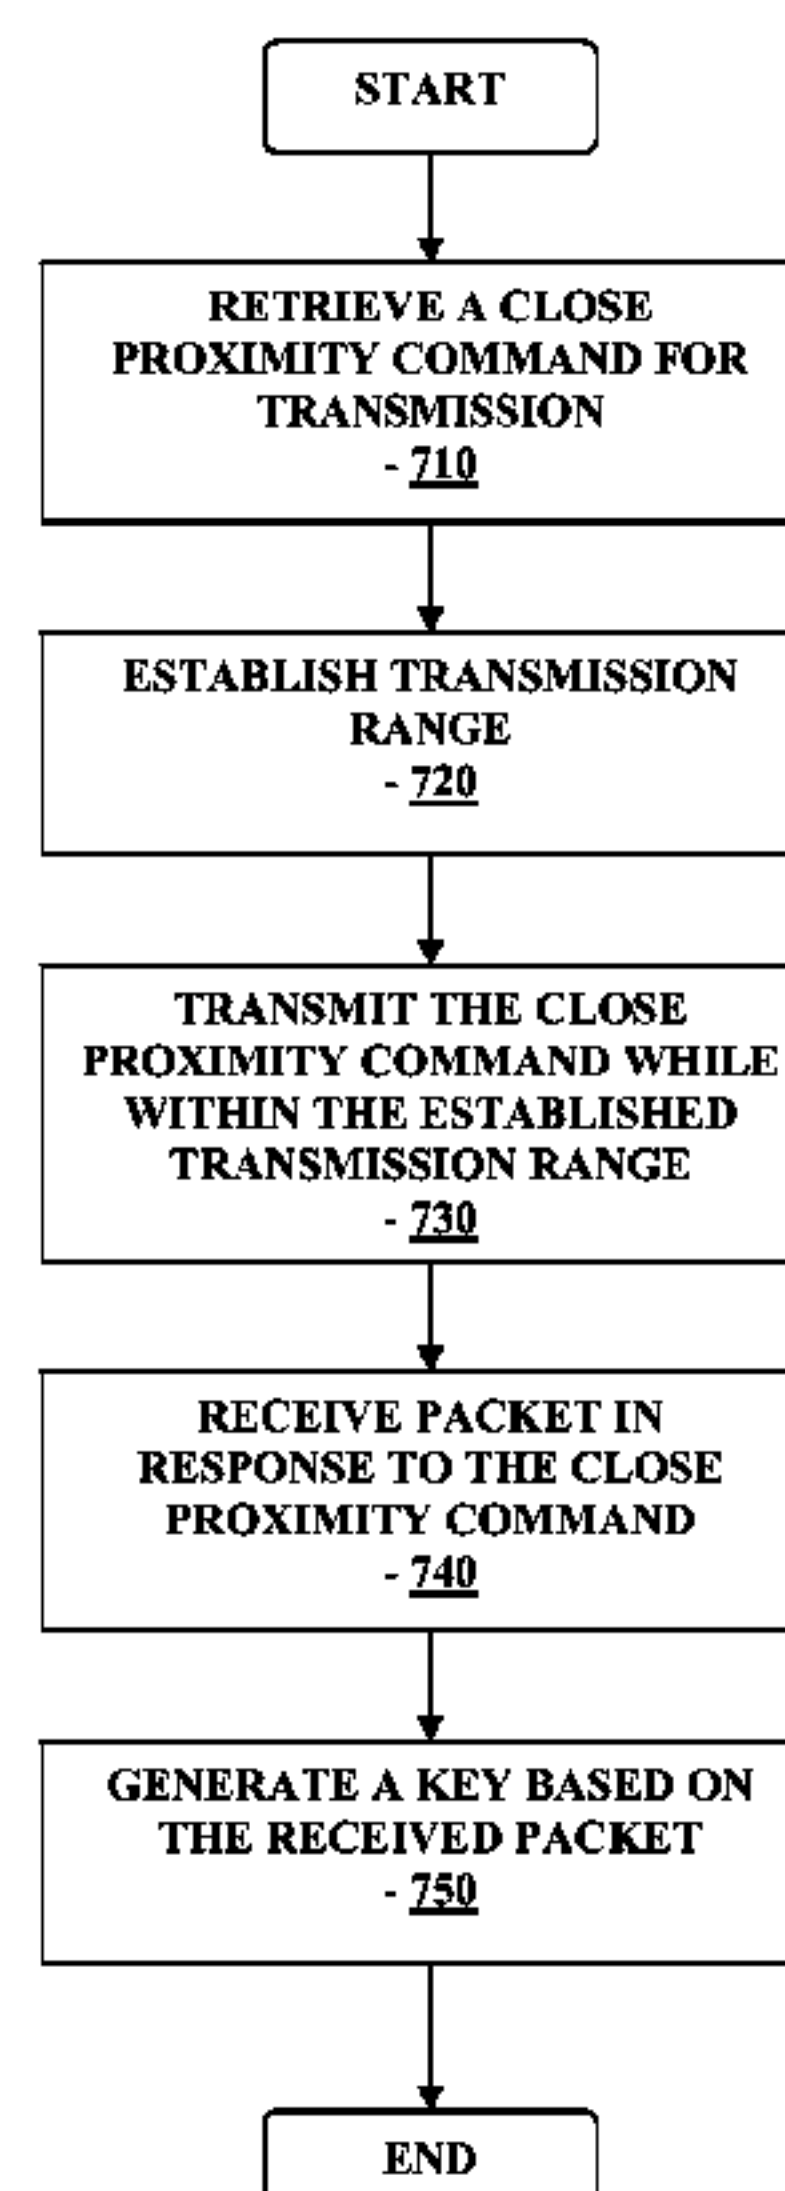 START
RETRIEVE A CLOSE
PROXIMITY COMMAND FOR
TRANSMISSION
- 710
ESTABLISH TRANSMISSION
RANGE
- 720
TRANSMIT THE CLOSE
PROXIMITY COMMAND WHILE
WITHIN THE ESTABLISHED
TRANSMISSION RANGE
- 730
RECEIVE PACKET IN
RESPONSE TO THE CLOSE
PROXIMITY COMMAND
- 740
GENERATE A KEY BASED ON
THE RECEIVED PACKET
- 750
END